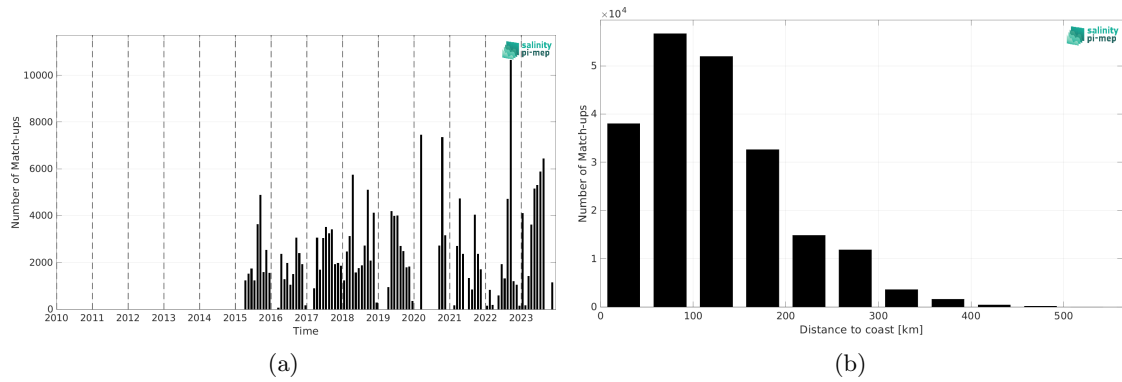 salinity
pi-mep
Number of Match-ups
10000
8000
6000
4000
2000
0
2010 2011 2012 2013 2014 2015 2016 2017 2018 2019 2020 2021 2022 2023
Time
(a)
×10⁴
salinity
pi-mep
Number of Match-ups
5
4
3
2
1
0
0 100 200 300 400 500
Distance to coast [km]
(b)